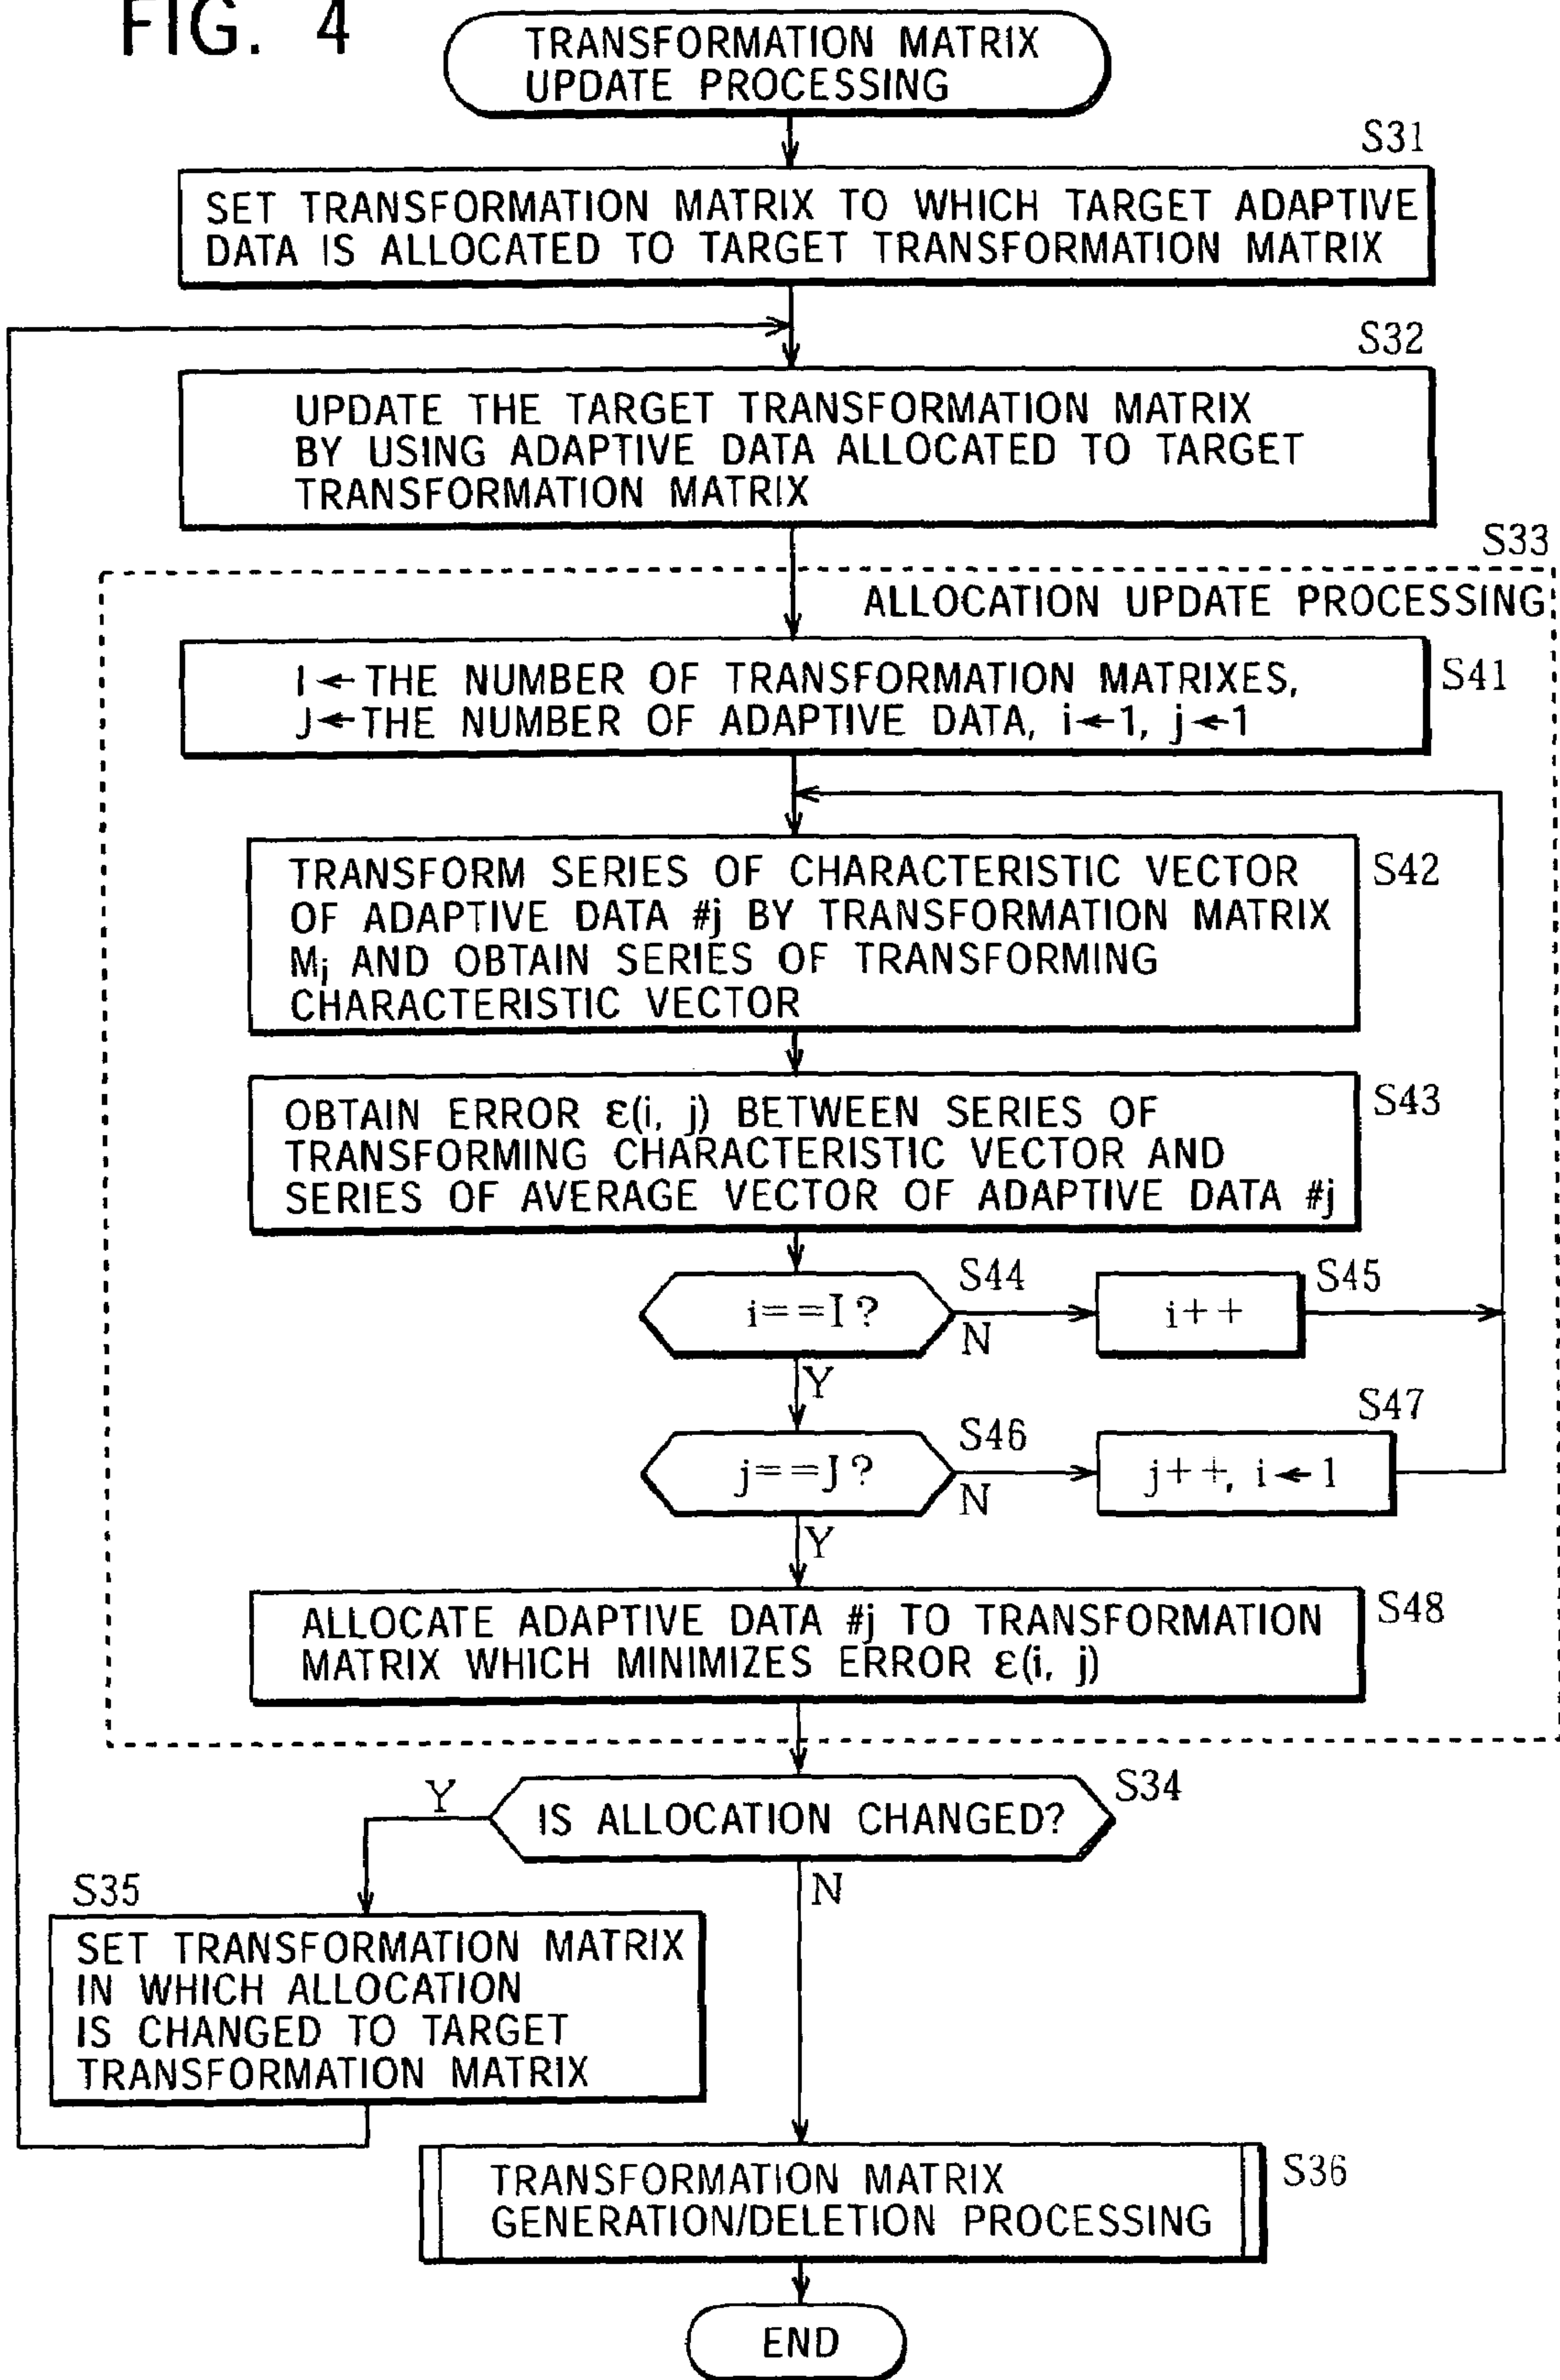 FIG. 4
TRANSFORMATION MATRIX
UPDATE PROCESSING
S31
SET TRANSFORMATION MATRIX TO WHICH TARGET ADAPTIVE
DATA IS ALLOCATED TO TARGET TRANSFORMATION MATRIX
S32
UPDATE THE TARGET TRANSFORMATION MATRIX
BY USING ADAPTIVE DATA ALLOCATED TO TARGET
TRANSFORMATION MATRIX
S33
ALLOCATION UPDATE PROCESSING
I←THE NUMBER OF TRANSFORMATION MATRIXES,
J←THE NUMBER OF ADAPTIVE DATA, i←1, j←1
S41
TRANSFORM SERIES OF CHARACTERISTIC VECTOR
OF ADAPTIVE DATA #j BY TRANSFORMATION MATRIX
Mi AND OBTAIN SERIES OF TRANSFORMING
CHARACTERISTIC VECTOR
S42
OBTAIN ERROR ε(i, j) BETWEEN SERIES OF
TRANSFORMING CHARACTERISTIC VECTOR AND
SERIES OF AVERAGE VECTOR OF ADAPTIVE DATA #j
S43
i==I?
S44
N
i++
S45
Y
j==J?
S46
N
j++, i←1
S47
Y
ALLOCATE ADAPTIVE DATA #j TO TRANSFORMATION
MATRIX WHICH MINIMIZES ERROR ε(i, j)
S48
Y
IS ALLOCATION CHANGED?
S34
N
S35
SET TRANSFORMATION MATRIX
IN WHICH ALLOCATION
IS CHANGED TO TARGET
TRANSFORMATION MATRIX
TRANSFORMATION MATRIX
GENERATION/DELETION PROCESSING
S36
END